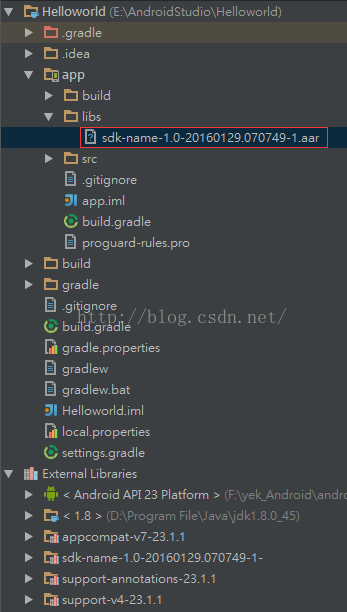 Helloworld (E:\AndroidStudio\Helloworld)
.gradle
.idea
app
build
libs
sdk-name-1.0-20160129.070749-1.aar
src
.gitignore
app.iml
build.gradle
proguard-rules.pro
build
gradle
.gitignore
http://blog.csdn.net/
build.gradle
gradle.properties
gradlew
gradlew.bat
Helloworld.iml
local.properties
settings.gradle
External Libraries
< Android API 23 Platform > (F:\yek_Android\andro
< 1.8 > (D:\Program File\Java\jdk1.8.0_45)
appcompat-v7-23.1.1
sdk-name-1.0-20160129.070749-1-
support-annotations-23.1.1
support-v4-23.1.1